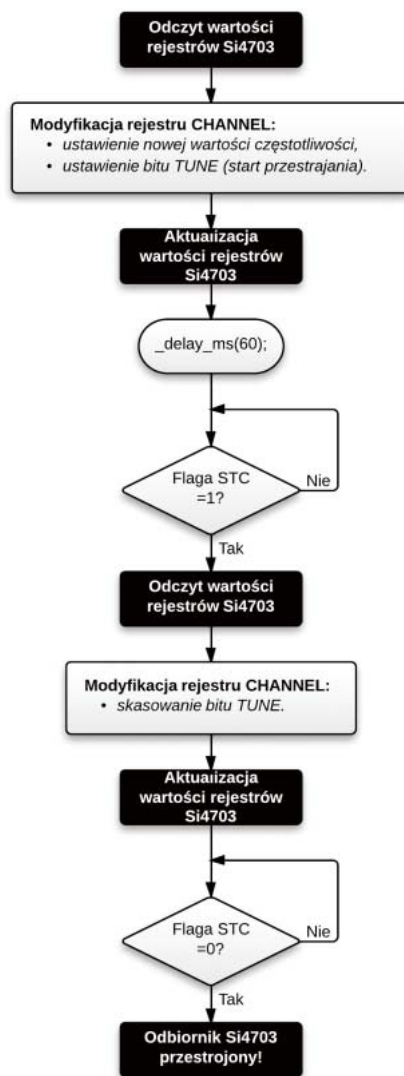 Odczyt wartości
rejestrów Si4703
Modyfikacja rejestru CHANNEL:
• ustawienie nowej wartości częstotliwości,
• ustawienie bitu TUNE (start przestrajania).
Aktualizacja
wartości rejestrów
Si4703
_delay_ms(60);
Flaga STC
=1?
Nie
Tak
Odczyt wartości
rejestrów Si4703
Modyfikacja rejestru CHANNEL:
• skasowanie bitu TUNE.
Aktualizacja
wartości rejestrów
Si4703
Flaga STC
=0?
Nie
Tak
Odbiornik Si4703
przestrojony!